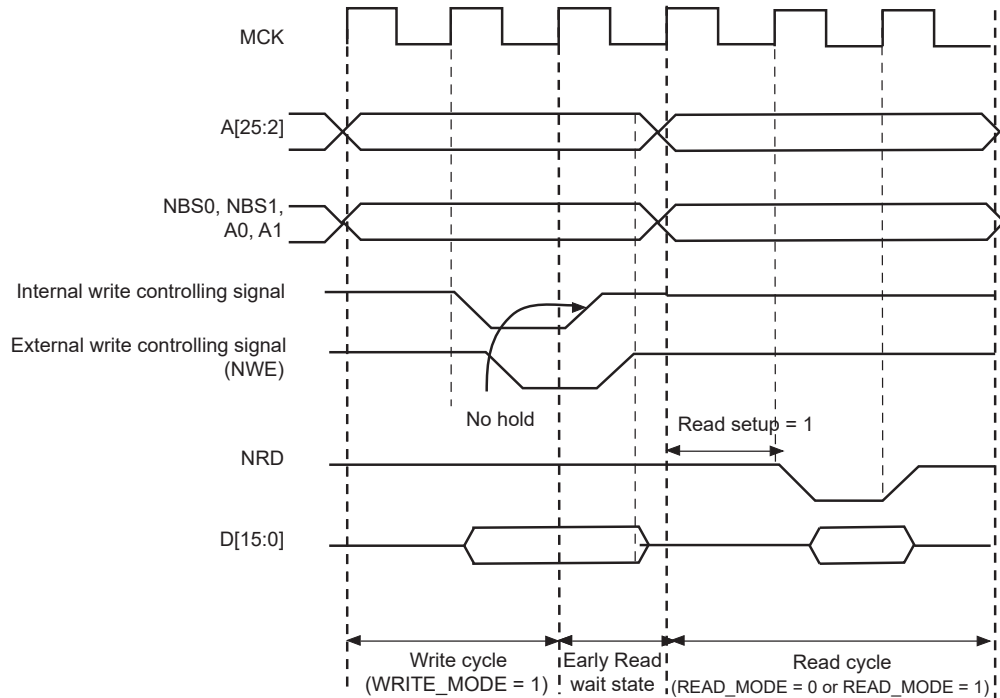 MCK
A[25:2]
NBS0, NBS1,
A0, A1
Internal write controlling signal
External write controlling signal
(NWE)
No hold
Read setup = 1
NRD
D[15:0]
Write cycle
(WRITE_MODE = 1)
Early Read
wait state
Read cycle
(READ_MODE = 0 or READ_MODE = 1)